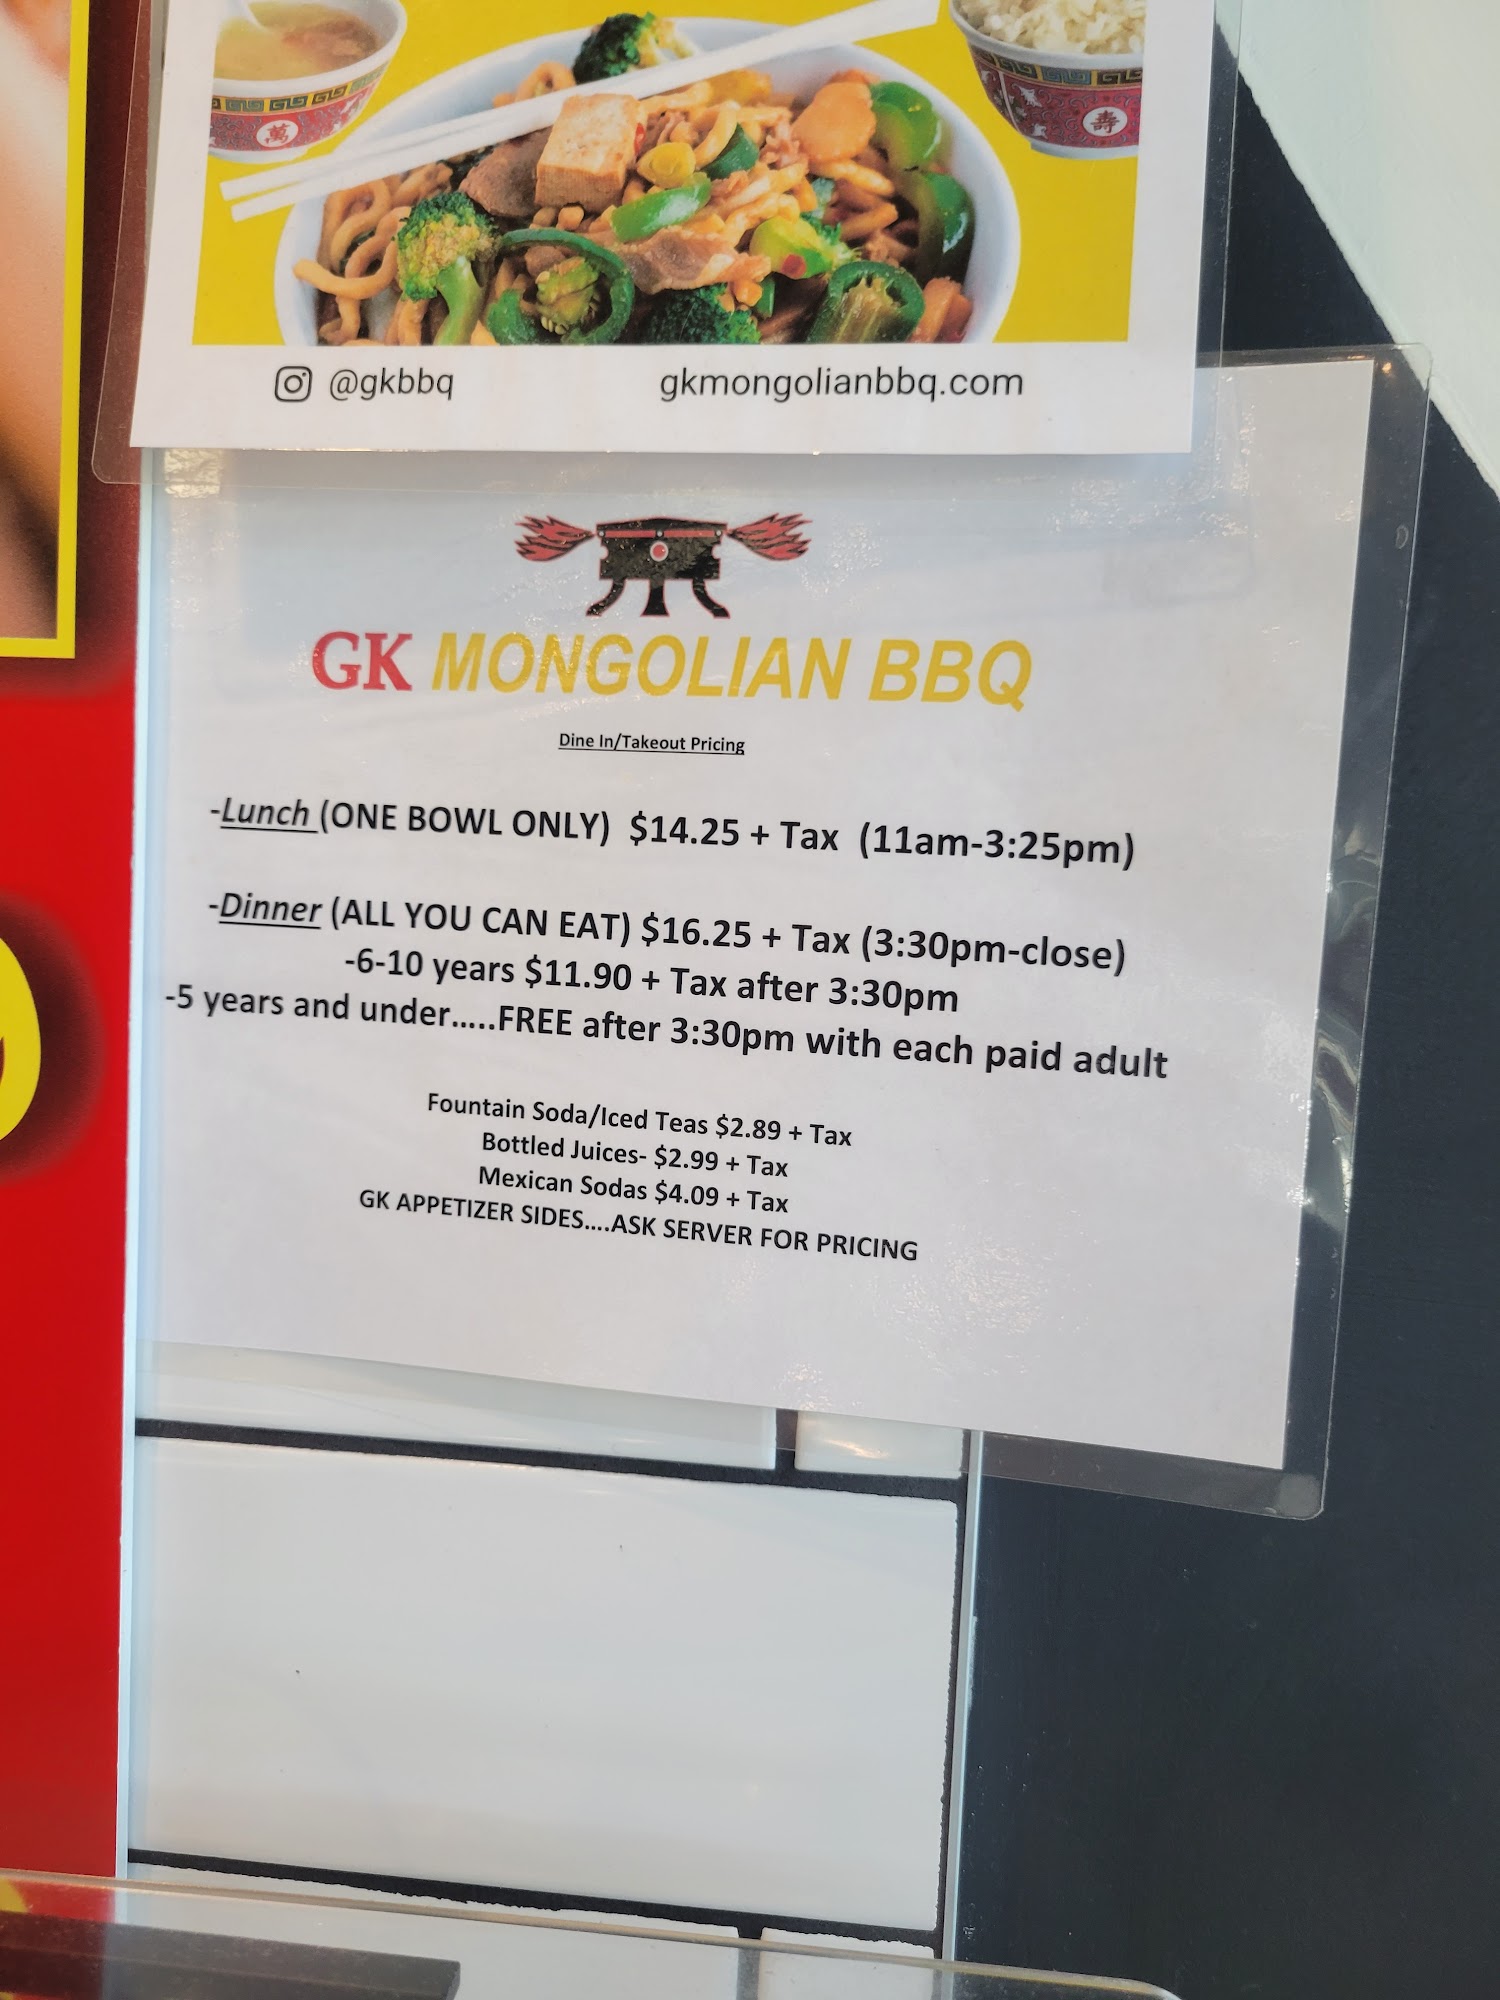 萬
壽
@gkbbq
gkmongolianbbq.com
GK MONGOLIAN BBQ
Dine In/Takeout Pricing
-Lunch (ONE BOWL ONLY) $14.25 + Tax (11am-3:25pm)
-Dinner (ALL YOU CAN EAT) $16.25 + Tax (3:30pm-close)
-6-10 years $11.90 + Tax after 3:30pm
-5 years and under.....FREE after 3:30pm with each paid adult
Fountain Soda/Iced Teas $2.89 + Tax
Bottled Juices- $2.99 + Tax
Mexican Sodas $4.09 + Tax
GK APPETIZER SIDES....ASK SERVER FOR PRICING